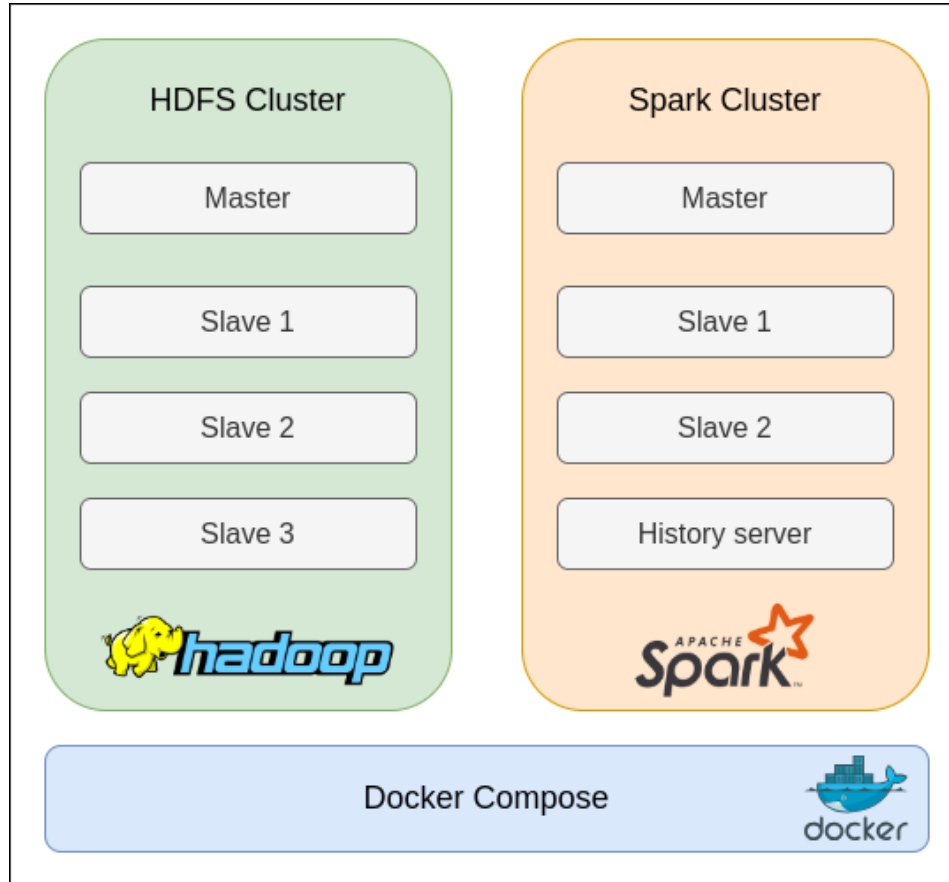 HDFS Cluster
Master
Slave 1
Slave 2
Slave 3
hadoop
Spark Cluster
Master
Slave 1
Slave 2
History server
APACHE
Spark™
Docker Compose
docker